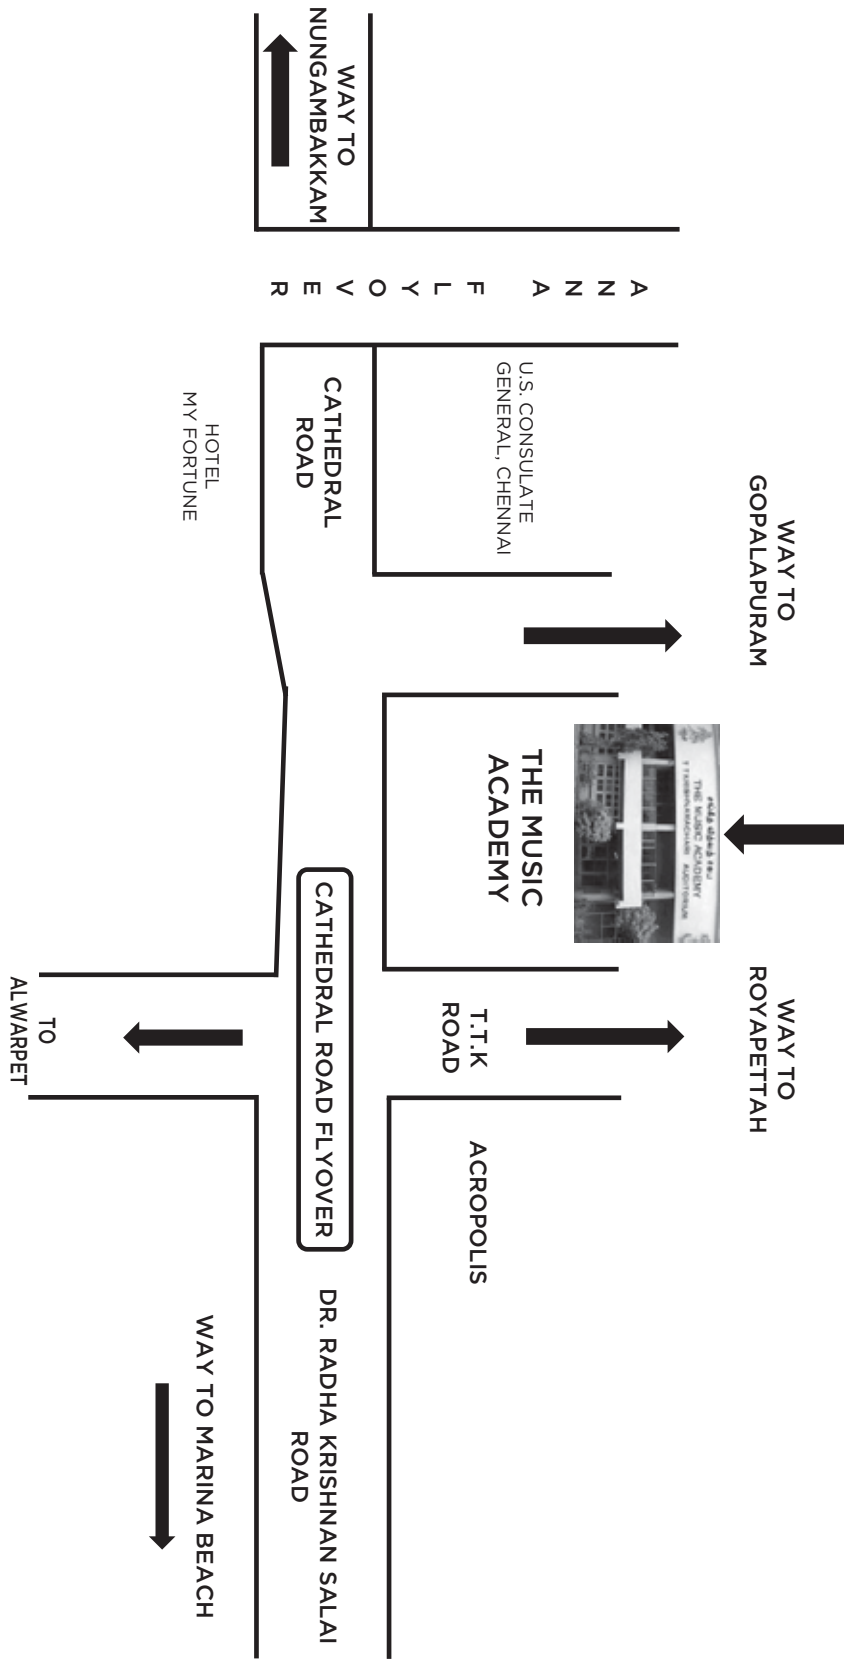 WAY TO
GOPALAPURAM
WAY TO
ROYAPETTAH
THE MUSIC ACADEMY
AUDITORIUM
A N N A F L Y O V E R
U.S. CONSULATE
GENERAL, CHENNAI
THE MUSIC
ACADEMY
T.T.K
ROAD
ACROPOLIS
WAY TO
NUNGAMBAKKAM
CATHEDRAL
ROAD
CATHEDRAL ROAD FLYOVER
DR. RADHA KRISHNAN SALAI
ROAD
HOTEL
MY FORTUNE
WAY TO MARINA BEACH
TO
ALWARPET